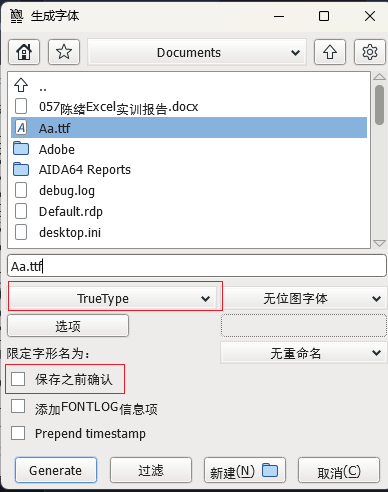 生成字体
Documents
..
057陈绪Excel实训报告.docx
Aa.ttf
Adobe
AIDA64 Reports
debug.log
Default.rdp
desktop.ini
Aa.ttf
TrueType 无位图字体
选项
限定字形名为: 无重命名
保存之前确认
添加FONTLOG信息项
Prepend timestamp
Generate 过滤 新建(N) 取消(C)